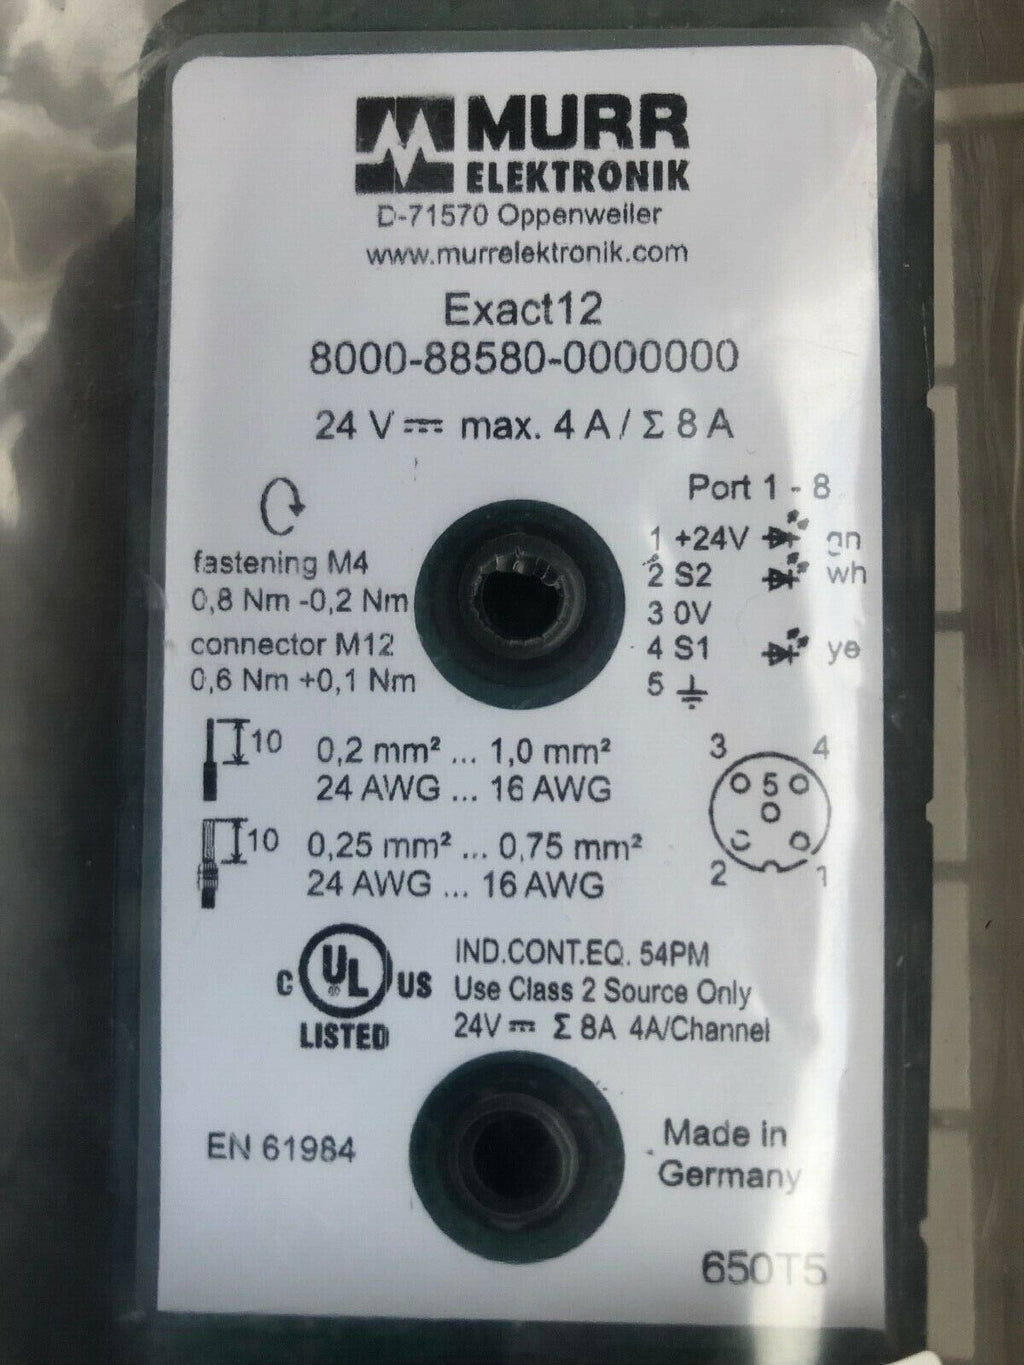 MURR
ELEKTRONIK
D-71570 Oppenweiler
www.murrelektronik.com
Exact12
8000-88580-0000000
24 V ⎓ max. 4 A / Σ 8 A
fastening M4
0,8 Nm -0,2 Nm
connector M12
0,6 Nm +0,1 Nm
Port 1 - 8
1 +24V gn
2 S2 wh
3 0V
4 S1 ye
5 ⏚
10 0,2 mm² ... 1,0 mm²
24 AWG ... 16 AWG
10 0,25 mm² ... 0,75 mm²
24 AWG ... 16 AWG
3 4
5
2 1
C UL US
LISTED
IND.CONT.EQ. 54PM
Use Class 2 Source Only
24V ⎓ Σ 8A 4A/Channel
EN 61984
Made in
Germany
650T5